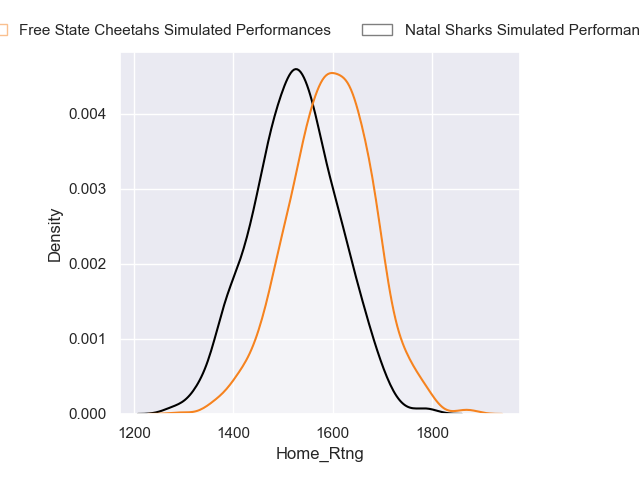 Free State Cheetahs Simulated Performances
Natal Sharks Simulated Performan
Density
0.004
0.003
0.002
0.001
0.000
1200
1400
1600
1800
Home_Rtng